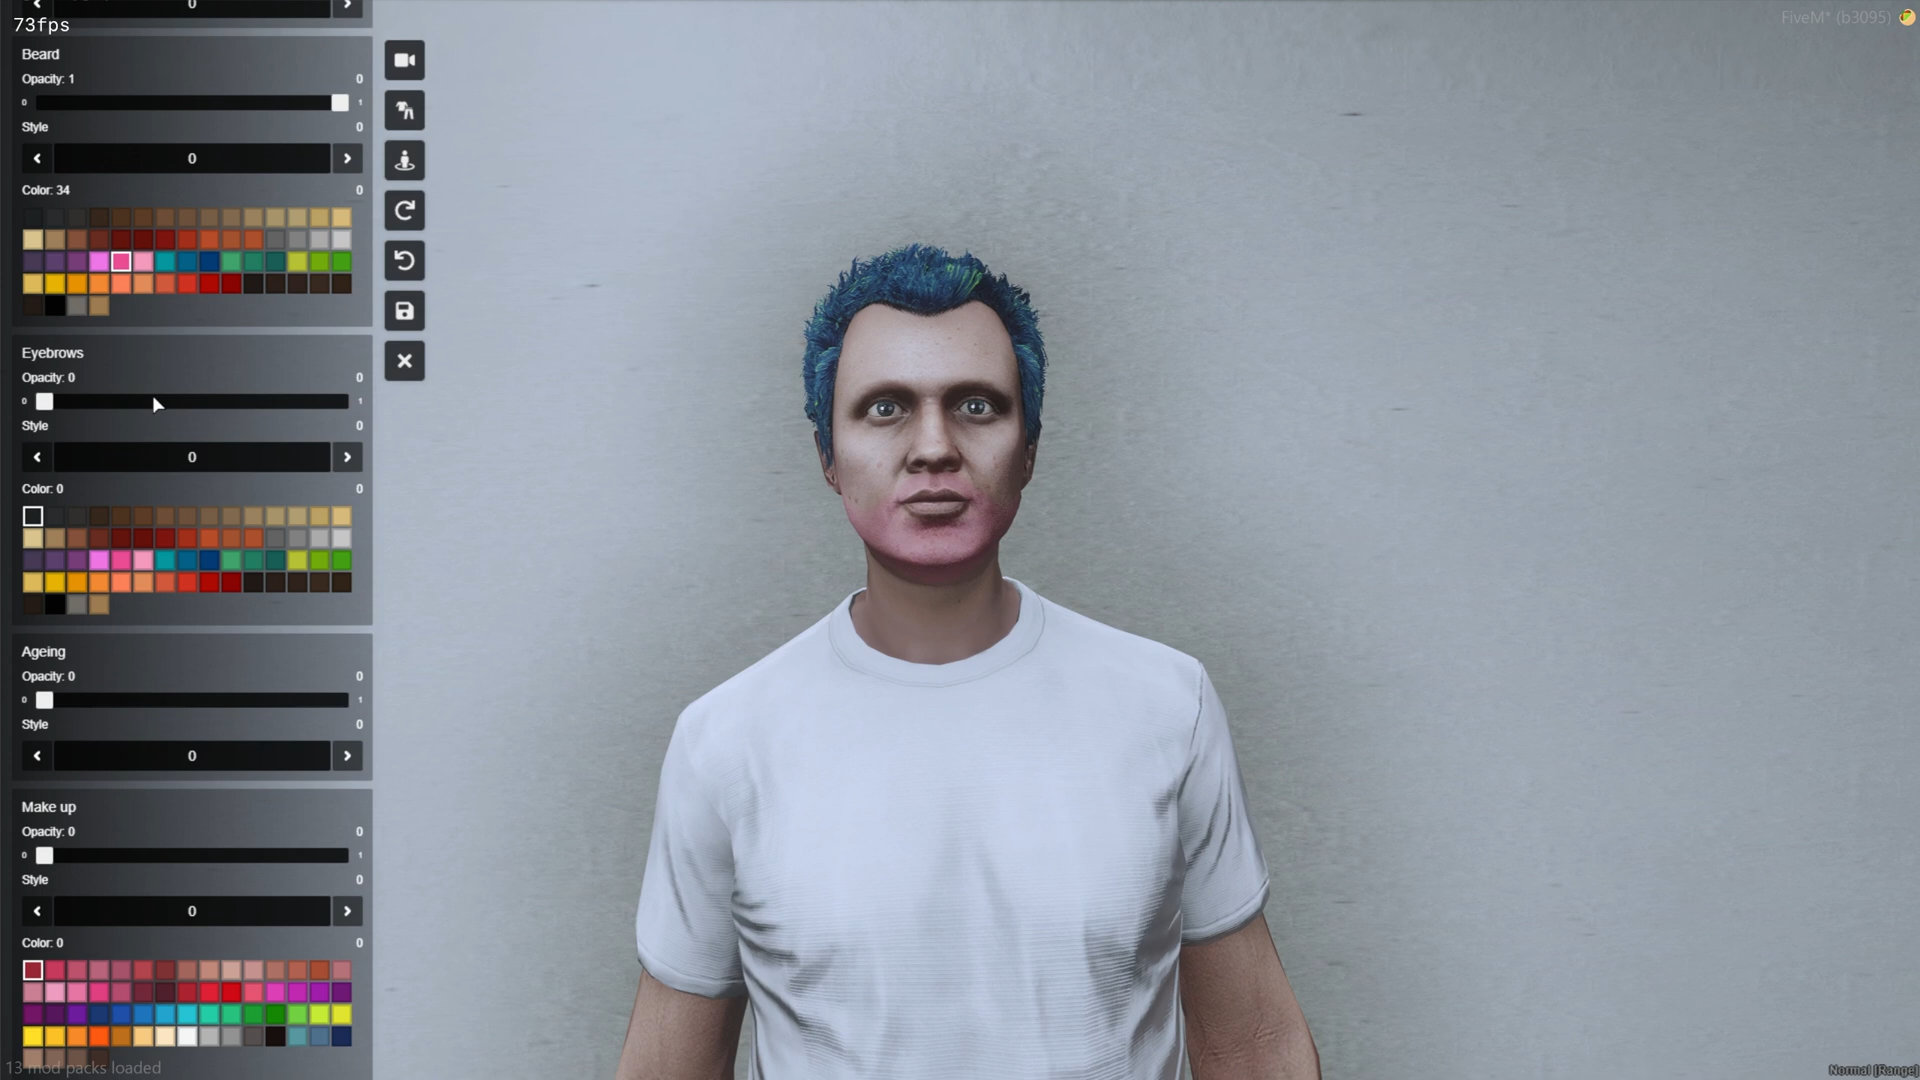 0
73fps
FiveM* (b3095)
Beard
Opacity: 1 0
0 1
Style 0
0
Color: 34 0
Eyebrows
Opacity: 0 0
0 1
Style 0
0
Color: 0 0
Ageing
Opacity: 0 0
0 1
Style 0
0
Make up
Opacity: 0 0
0 1
Style 0
0
Color: 0 0
13 mod packs loaded
Normal [Range]